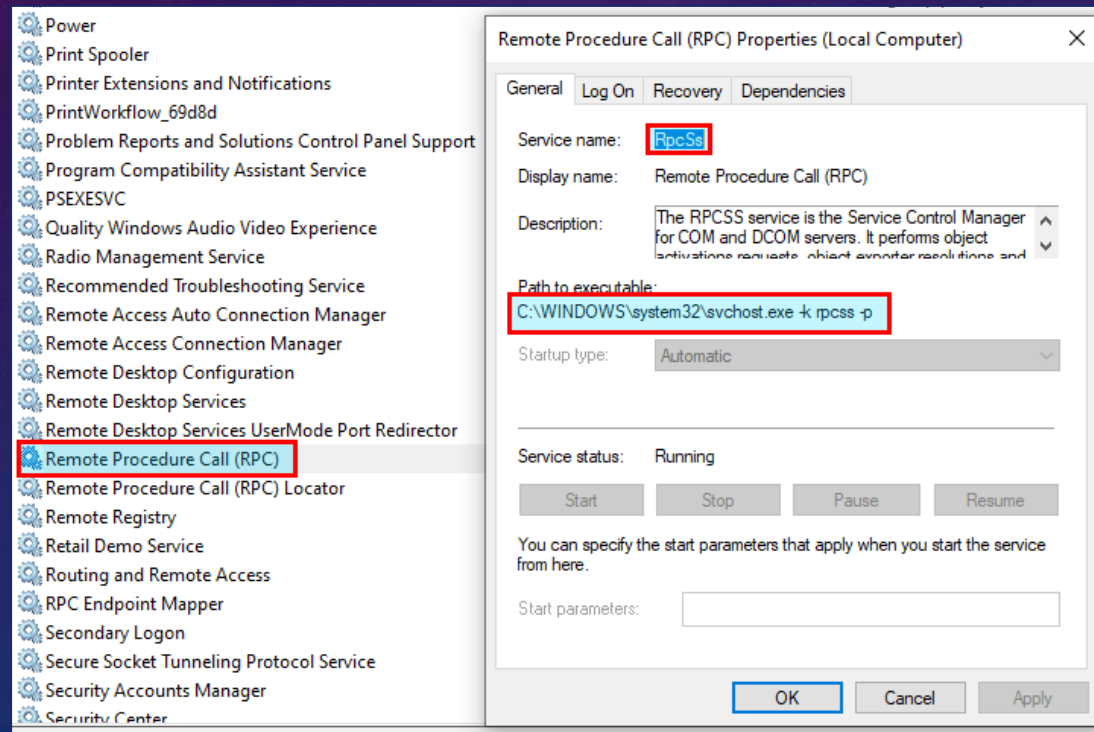 Power
Print Spooler
Printer Extensions and Notifications
PrintWorkflow_69d8d
Problem Reports and Solutions Control Panel Support
Program Compatibility Assistant Service
PSEXESVC
Quality Windows Audio Video Experience
Radio Management Service
Recommended Troubleshooting Service
Remote Access Auto Connection Manager
Remote Access Connection Manager
Remote Desktop Configuration
Remote Desktop Services
Remote Desktop Services UserMode Port Redirector
Remote Procedure Call (RPC)
Remote Procedure Call (RPC) Locator
Remote Registry
Retail Demo Service
Routing and Remote Access
RPC Endpoint Mapper
Secondary Logon
Secure Socket Tunneling Protocol Service
Security Accounts Manager
Security Center
Remote Procedure Call (RPC) Properties (Local Computer)
General Log On Recovery Dependencies
Service name: RpcSs
Display name: Remote Procedure Call (RPC)
Description: The RPCSS service is the Service Control Manager
for COM and DCOM servers. It performs object
activations requests, object exporter resolutions and
Path to executable:
C:\WINDOWS\system32\svchost.exe -k rpcss -p
Startup type: Automatic
Service status: Running
Start Stop Pause Resume
You can specify the start parameters that apply when you start the service
from here.
Start parameters:
OK Cancel Apply